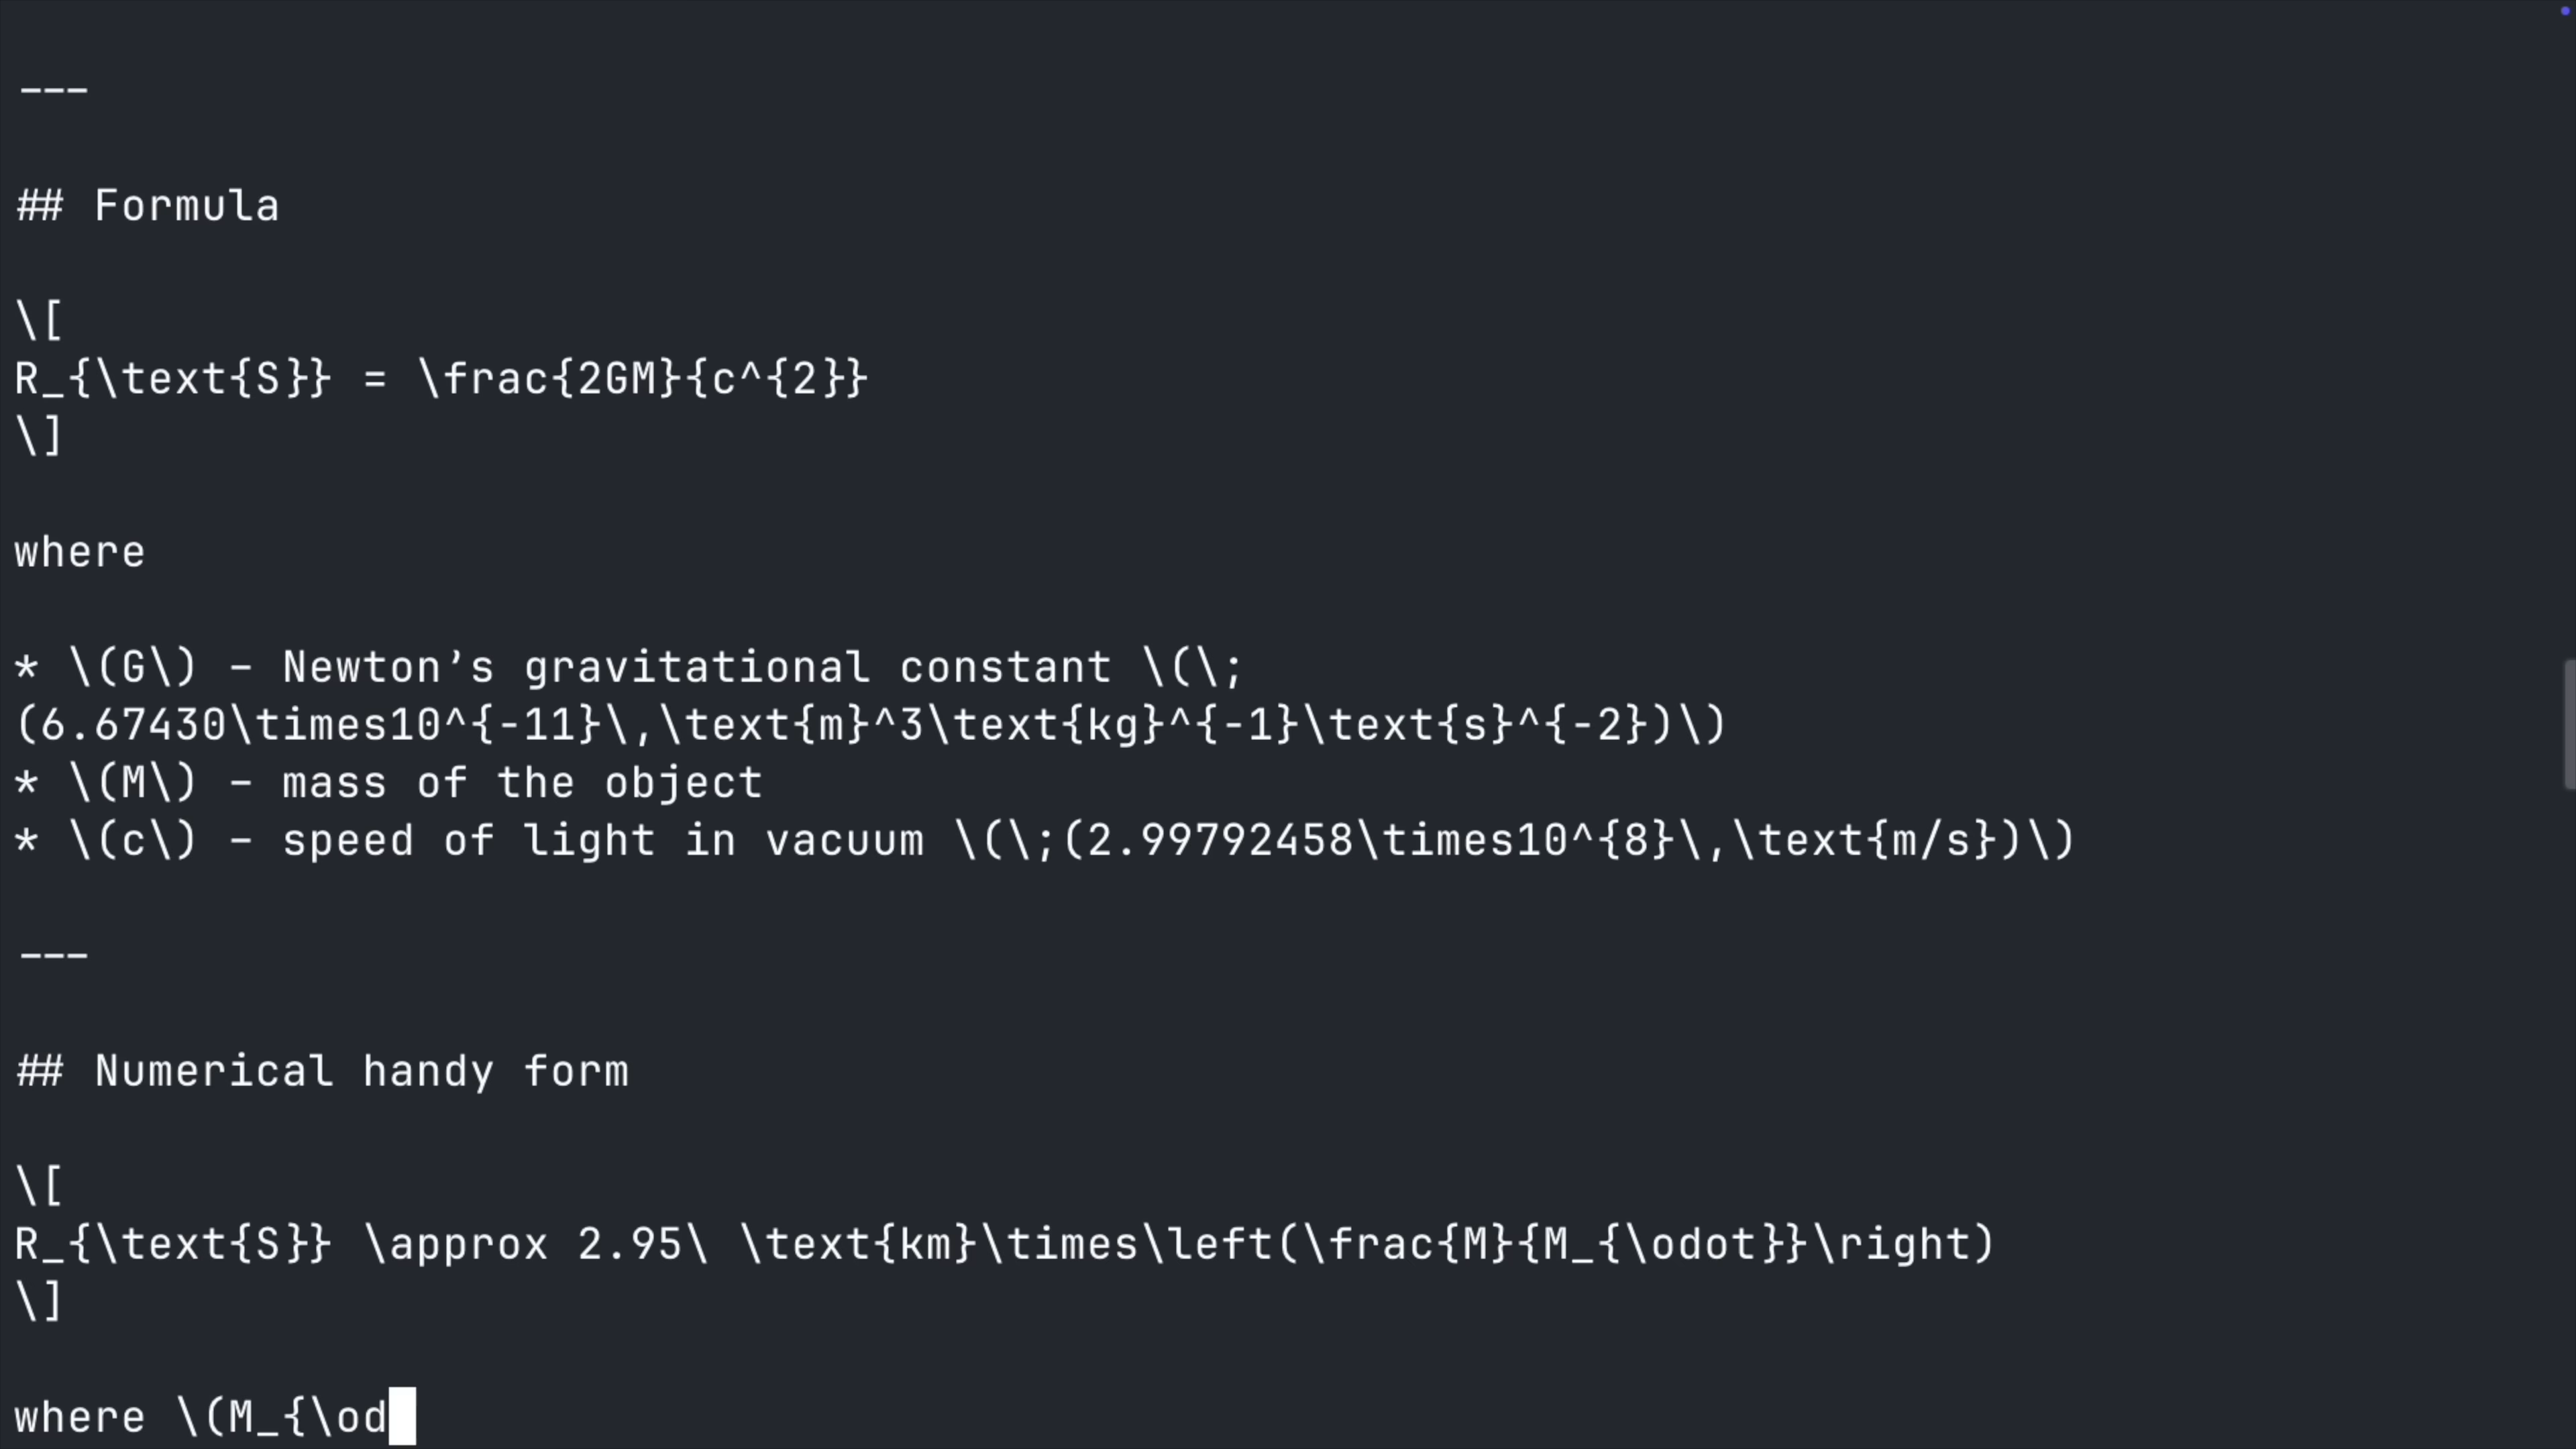 ---
## Formula
\[
R_{\text{S}} = \frac{2GM}{c^{2}}
\]
where
* \(G\) – Newton’s gravitational constant \(\;
(6.67430\times10^{-11}\,\text{m}^3\text{kg}^{-1}\text{s}^{-2})\)
* \(M\) – mass of the object
* \(c\) – speed of light in vacuum \(\;(2.99792458\times10^{8}\,\text{m/s})\)
---
## Numerical handy form
\[
R_{\text{S}} \approx 2.95\ \text{km}\times\left(\frac{M}{M_{\odot}}\right)
\]
where \(M_{\od